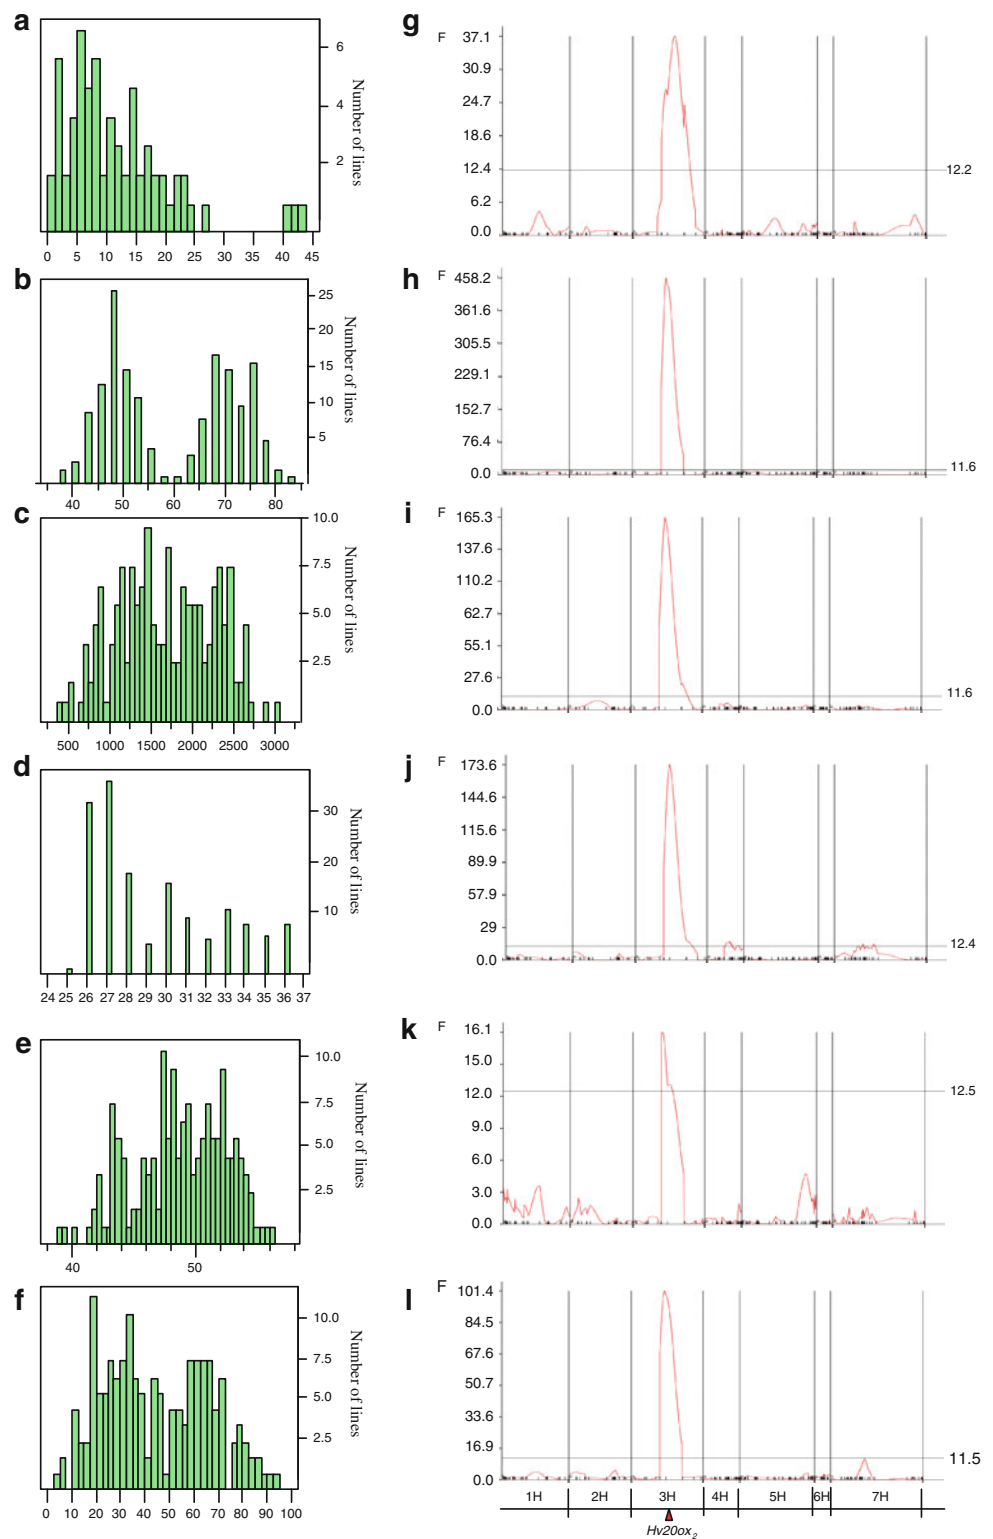 a
6
4
2
Number of lines
0 5 10 15 20 25 30 35 40 45
g
F
37.1
30.9
24.7
18.6
12.4
6.2
0.0
12.2
b
25
20
15
10
5
Number of lines
40 50 60 70 80
h
F
458.2
361.6
305.5
229.1
152.7
76.4
0.0
11.6
c
10.0
7.5
5.0
2.5
Number of lines
500 1000 1500 2000 2500 3000
i
F
165.3
137.6
110.2
62.7
55.1
27.6
0.0
11.6
d
30
20
10
Number of lines
24 25 26 27 28 29 30 31 32 33 34 35 36 37
j
F
173.6
144.6
115.6
89.9
57.9
29
0.0
12.4
e
10.0
7.5
5.0
2.5
Number of lines
40 50
k
F
16.1
15.0
12.0
9.0
6.0
3.0
0.0
12.5
f
10.0
7.5
5.0
2.5
Number of lines
0 10 20 30 40 50 60 70 80 90 100
l
F
101.4
84.5
67.6
50.7
33.6
16.9
0.0
11.5
1H 2H 3H 4H 5H 6H 7H
Hv20ox2